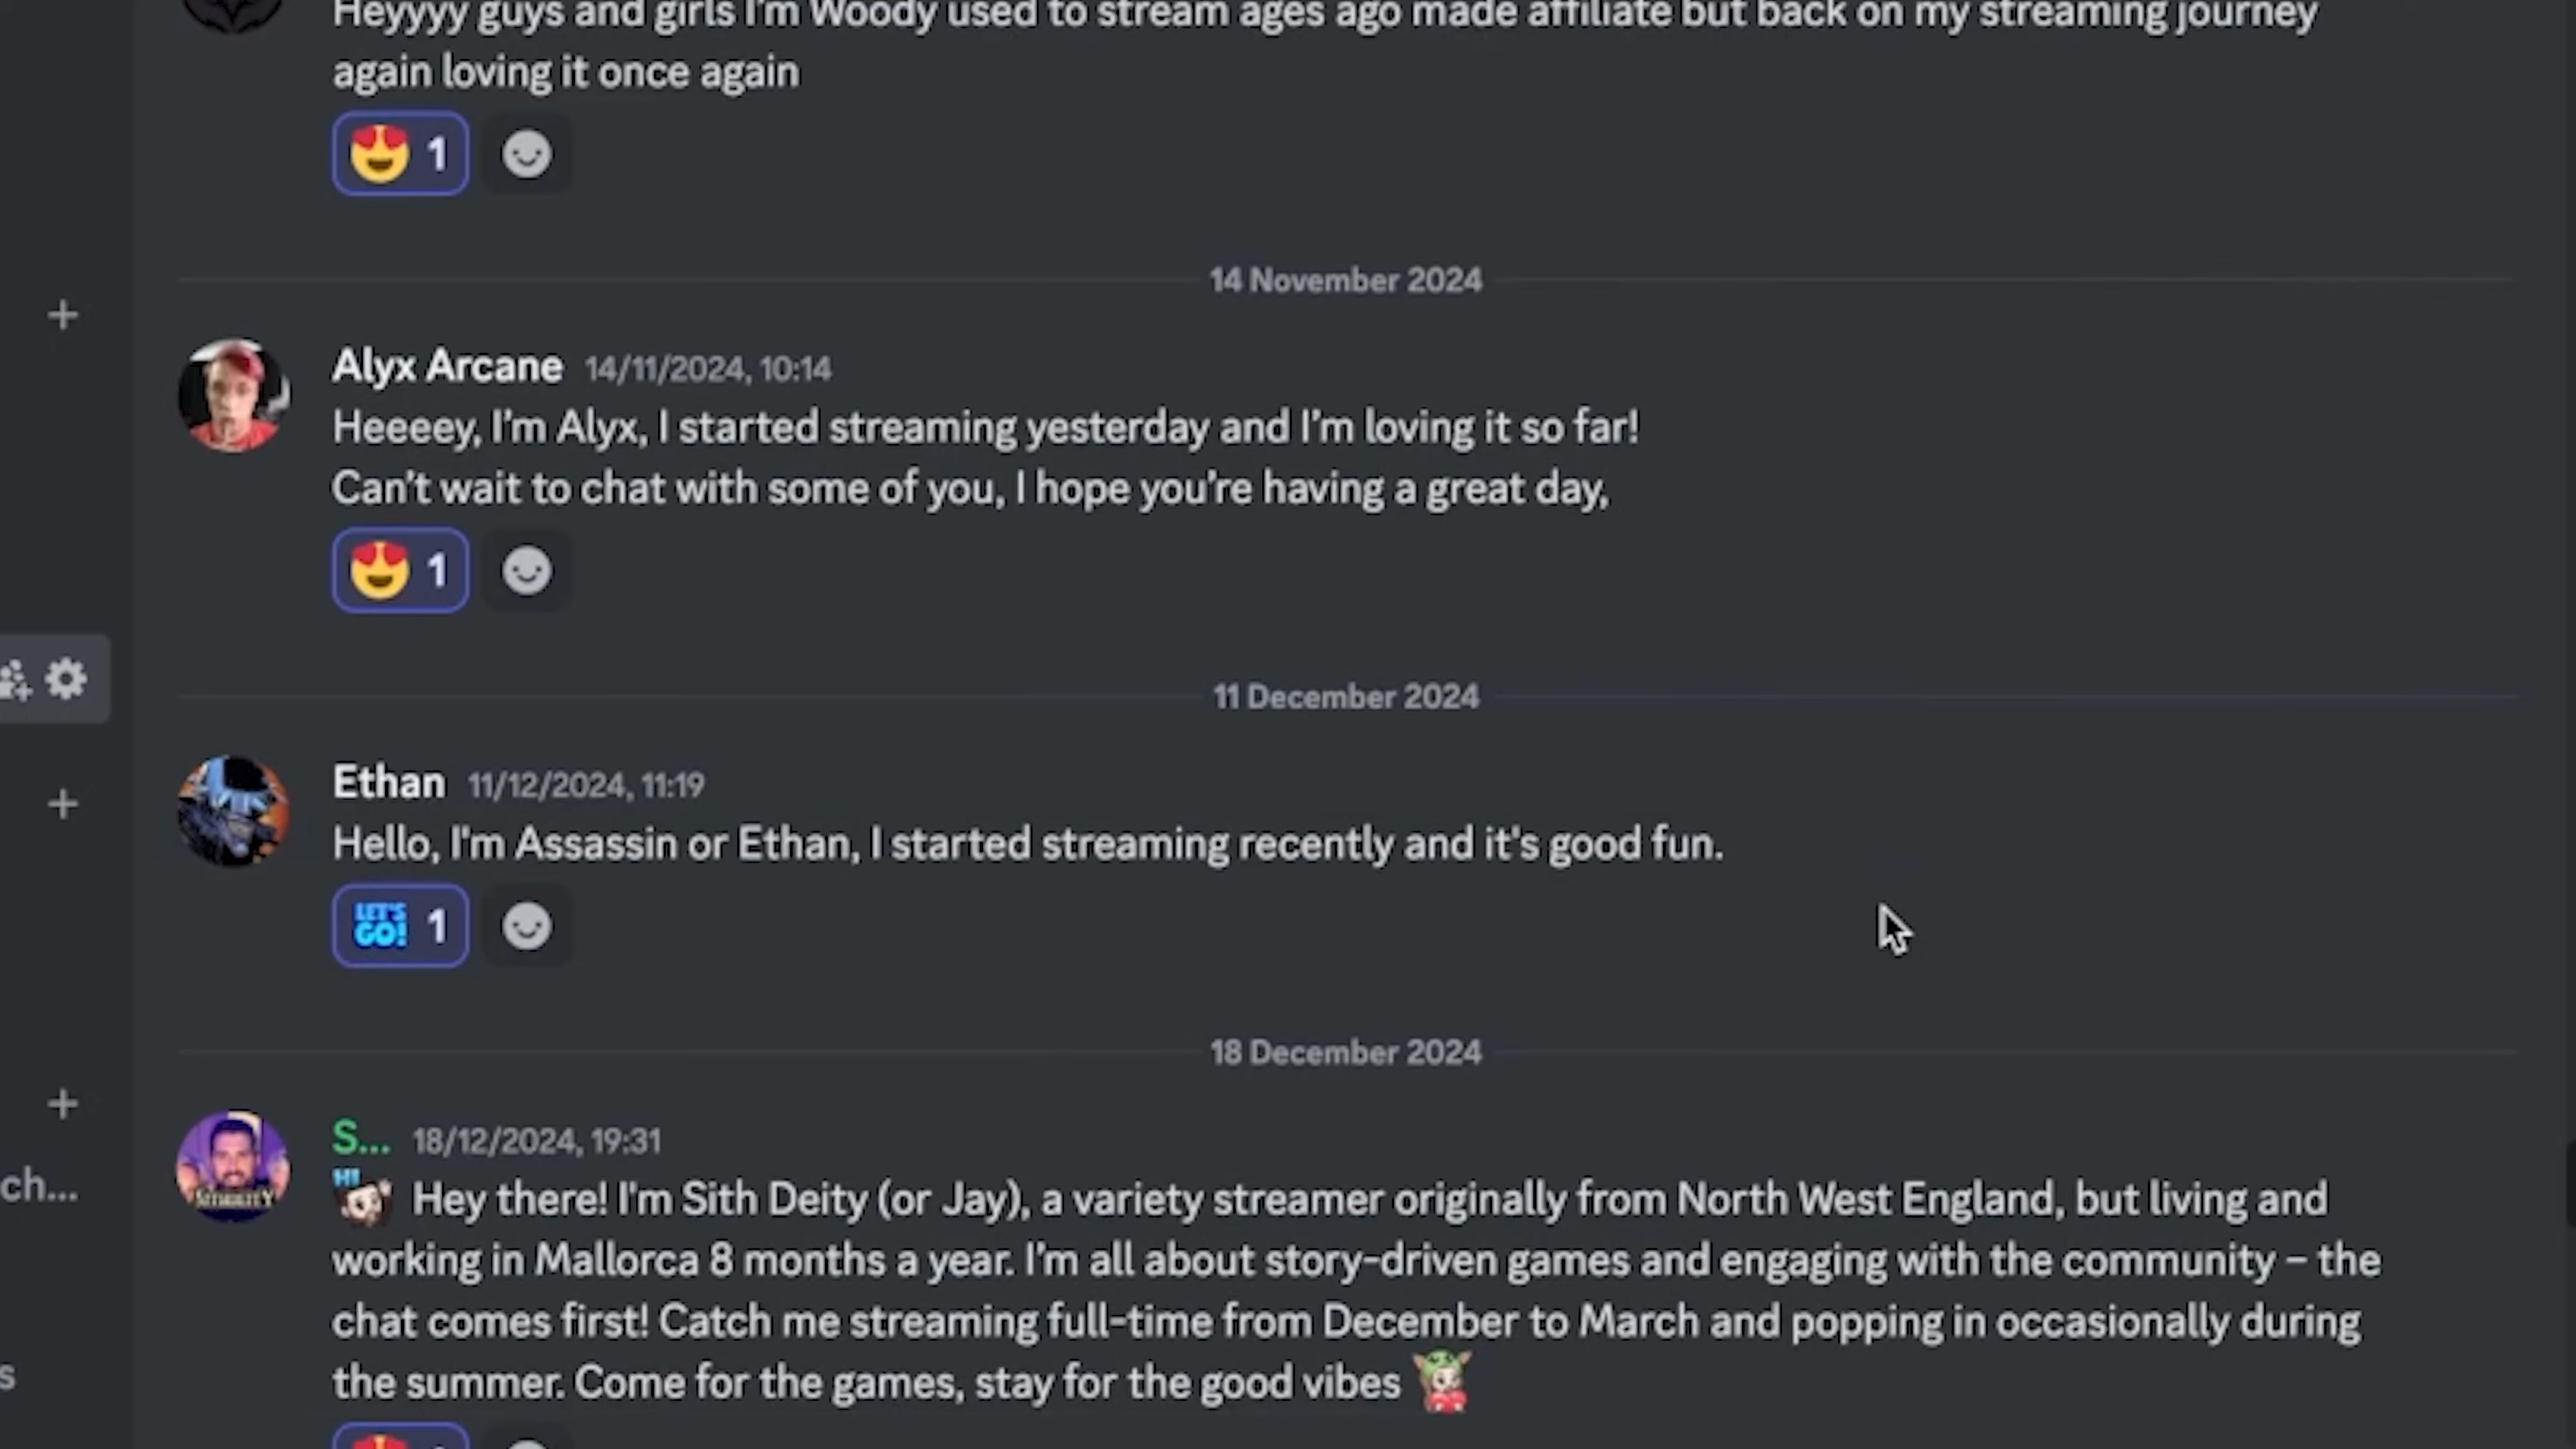 Heyyyy guys and girls I'm Woody used to stream ages ago made affiliate but back on my streaming journey
again loving it once again
1
14 November 2024
Alyx Arcane 14/11/2024, 10:14
Heeeey, I’m Alyx, I started streaming yesterday and I’m loving it so far!
Can’t wait to chat with some of you, I hope you’re having a great day,
1
11 December 2024
Ethan 11/12/2024, 11:19
Hello, I'm Assassin or Ethan, I started streaming recently and it's good fun.
LET'S GO! 1
18 December 2024
S... 18/12/2024, 19:31
HI Hey there! I'm Sith Deity (or Jay), a variety streamer originally from North West England, but living and
working in Mallorca 8 months a year. I’m all about story-driven games and engaging with the community – the
chat comes first! Catch me streaming full-time from December to March and popping in occasionally during
the summer. Come for the games, stay for the good vibes
ch...
s